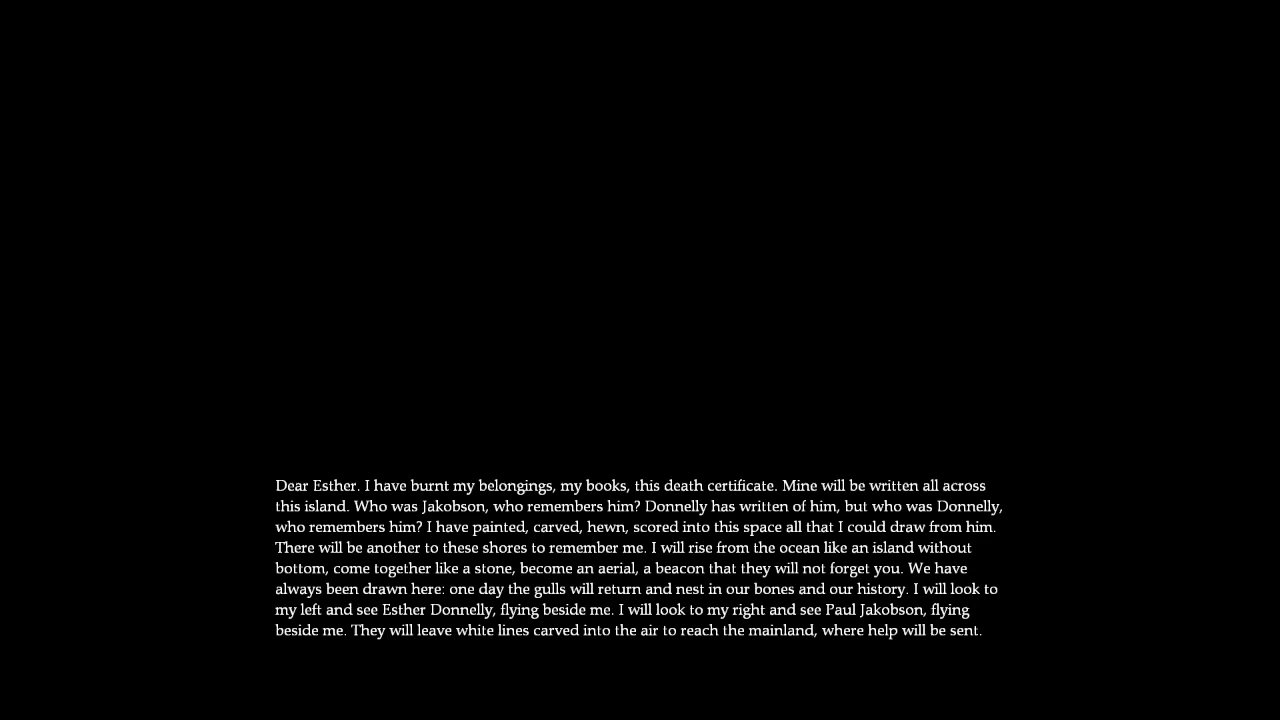 Dear Esther. I have burnt my belongings, my books, this death certificate. Mine will be written all across
this island. Who was Jakobson, who remembers him? Donnelly has written of him, but who was Donnelly,
who remembers him? I have painted, carved, hewn, scored into this space all that I could draw from him.
There will be another to these shores to remember me. I will rise from the ocean like an island without
bottom, come together like a stone, become an aerial, a beacon that they will not forget you. We have
always been drawn here: one day the gulls will return and nest in our bones and our history. I will look to
my left and see Esther Donnelly, flying beside me. I will look to my right and see Paul Jakobson, flying
beside me. They will leave white lines carved into the air to reach the mainland, where help will be sent.